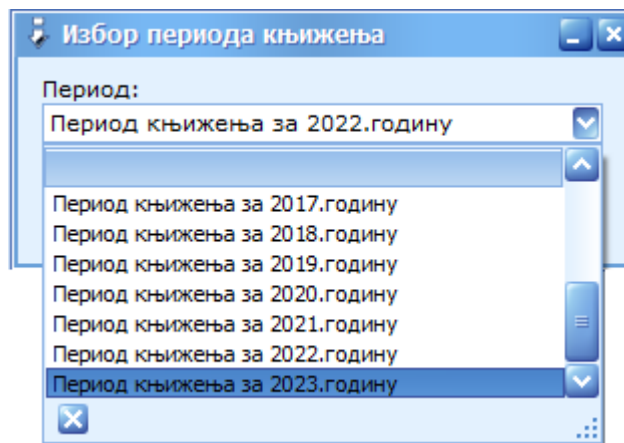 Избор периода књижења
Период:
Период књижења за 2022.годину
Период књижења за 2017.годину
Период књижења за 2018.годину
Период књижења за 2019.годину
Период књижења за 2020.годину
Период књижења за 2021.годину
Период књижења за 2022.годину
Период књижења за 2023.годину